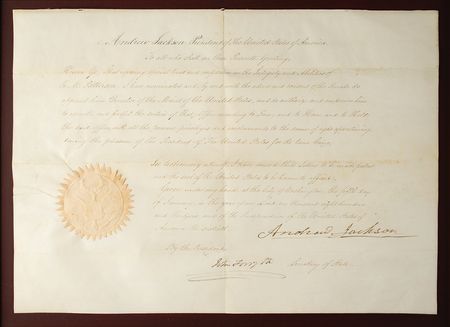 Andrew Jackson President of the United States of America
To all who shall see these Presents Greeting
Know Ye, That reposing special trust and confidence in the Integrity and Abilities of
R. M. Patterson I have nominated and by and with the advice and consent of the Senate do
appoint him Director of the Mint of the United States, and do authorize and empower him
to execute and fulfil the duties of that office according to Law; and to Have and to Hold
the said office, with all the powers, privileges and emoluments to the same of right appertaining
during the pleasure of the President of the United States for the time being.
In testimony whereof I have caused these Letters to be made patent
and the seal of the United States to be hereunto affixed.
Given under my hand at the City of Washington the day
of in the year of our Lord one thousand eight hundred
and and of the Independence of the United States of
America the
Andrew Jackson
By the President
John Forsyth Secretary of State